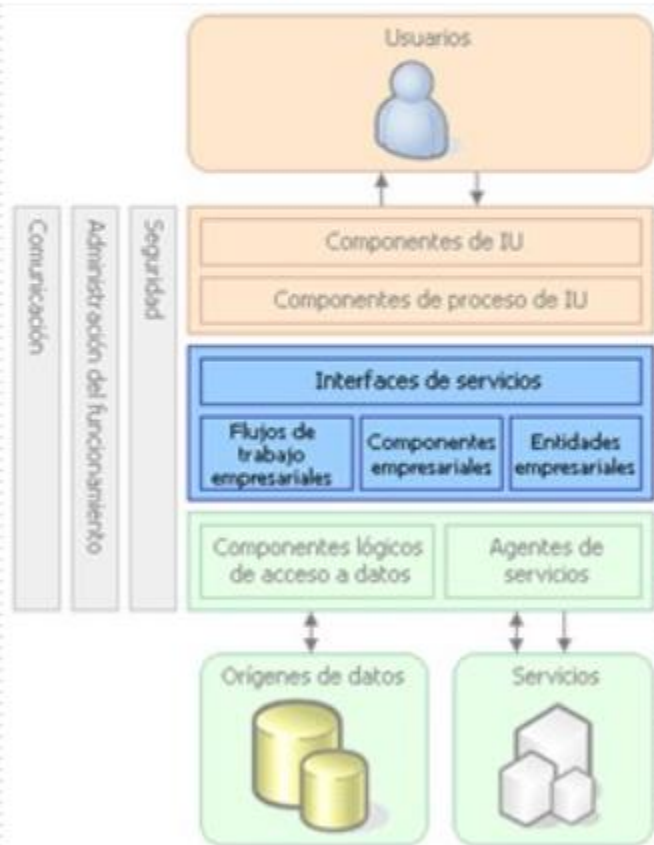 Usuarios
Comunicación
Administración del funcionamiento
Seguridad
Componentes de IU
Componentes de proceso de IU
Interfaces de servicios
Flujos de
trabajo
empresariales
Componentes
empresariales
Entidades
empresariales
Componentes lógicos
de acceso a datos
Agentes de
servicios
Orígenes de datos
Servicios